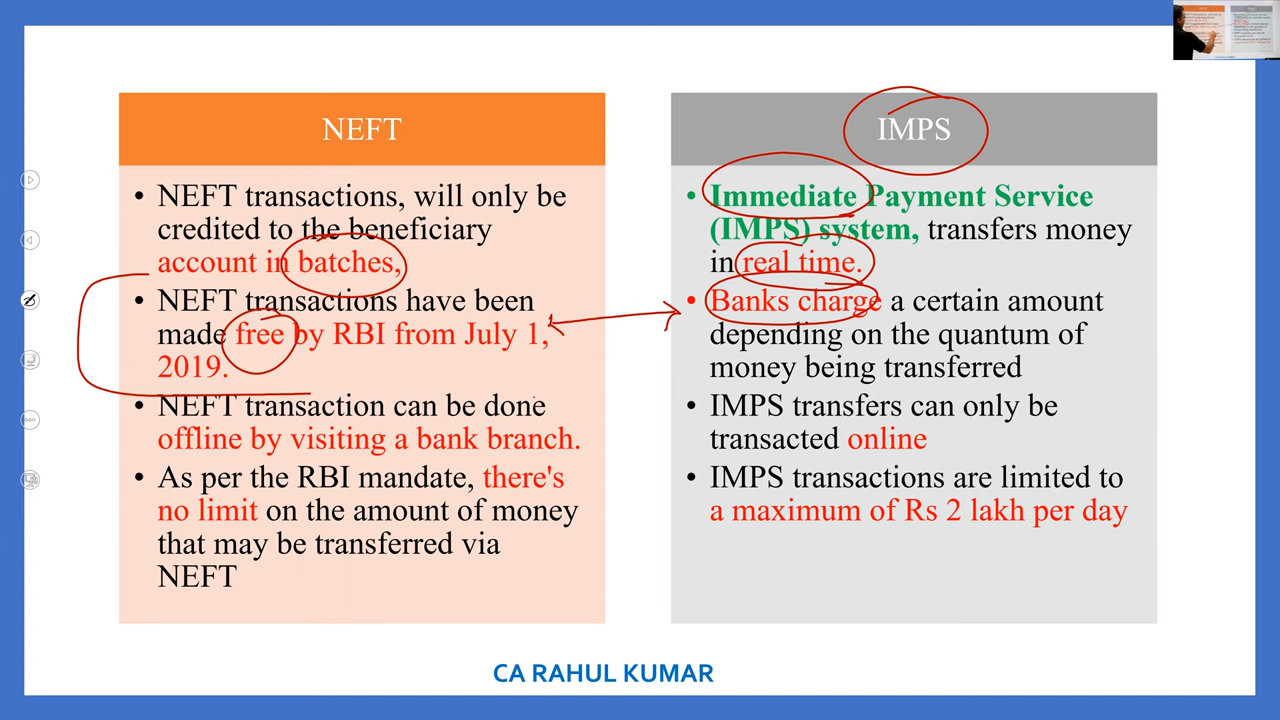 NEFT
• NEFT transactions, will only be
credited to the beneficiary
account in batches,
• NEFT transactions have been
made free by RBI from July 1,
2019.
• NEFT transaction can be done
offline by visiting a bank branch.
• As per the RBI mandate, there's
no limit on the amount of money
that may be transferred via
NEFT
IMPS
• Immediate Payment Service
(IMPS) system, transfers money
in real time.
• Banks charge a certain amount
depending on the quantum of
money being transferred
• IMPS transfers can only be
transacted online
• IMPS transactions are limited to
a maximum of Rs 2 lakh per day
CA RAHUL KUMAR